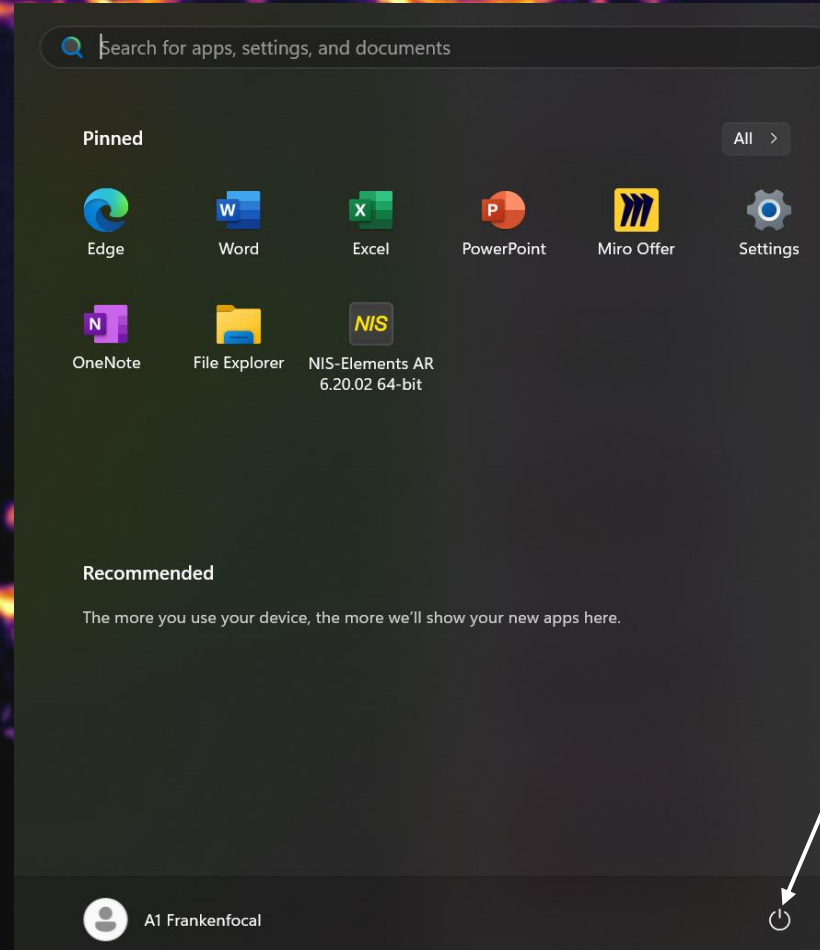 Search for apps, settings, and documents
Pinned
All
W
X
P
Edge
Word
Excel
PowerPoint
Miro Offer
Settings
N
NIS
OneNote
File Explorer
NIS-Elements AR
6.20.02 64-bit
Recommended
The more you use your device, the more we’ll show your new apps here.
A1 Frankenfocal